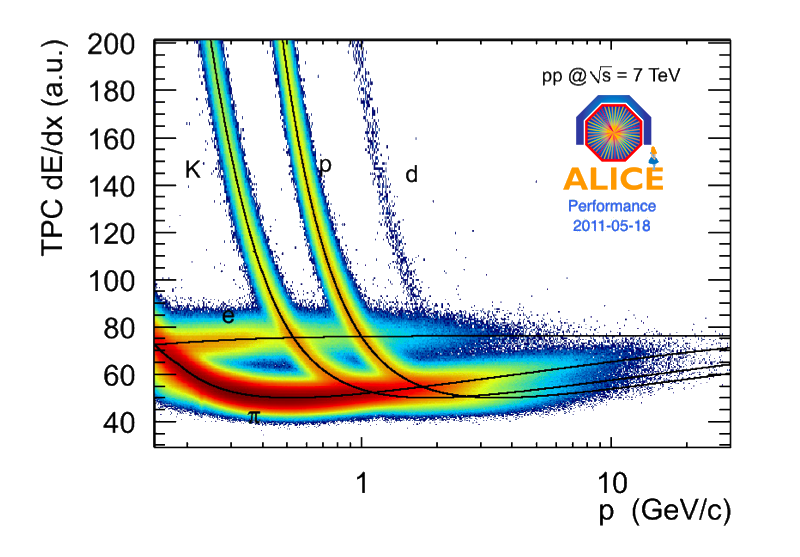 TPC dE/dx (a.u.)
200
180
160
140
120
100
80
60
40
pp @√s = 7 TeV
ALICE
Performance
2011-05-18
K
p
d
e
π
1
10
p (GeV/c)